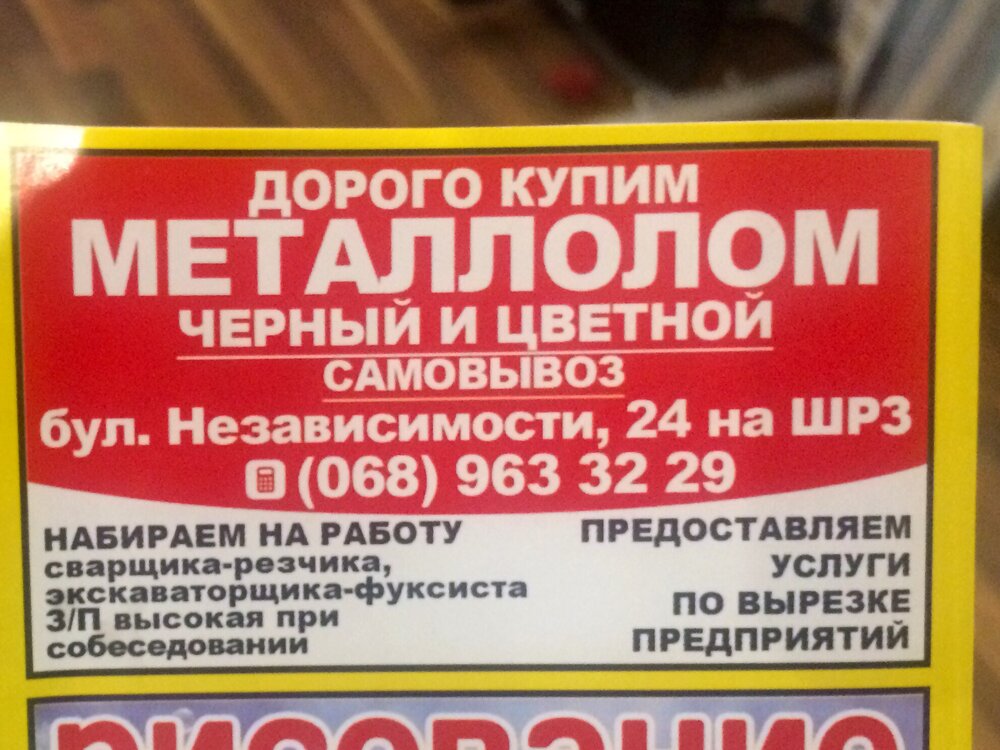 ДОРОГО КУПИМ
МЕТАЛЛОЛОМ
ЧЕРНЫЙ И ЦВЕТНОЙ
САМОВЫВОЗ
бул. Независимости, 24 на ШРЗ
(068) 963 32 29
НАБИРАЕМ НА РАБОТУ
сварщика-резчика,
экскаваторщика-фуксиста
З/П высокая при
собеседовании
ПРЕДОСТАВЛЯЕМ
УСЛУГИ
ПО ВЫРЕЗКЕ
ПРЕДПРИЯТИЙ
рисование